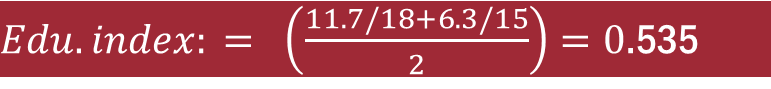 Edu. index: = (11.7/18+6.3/15 / 2) = 0.535